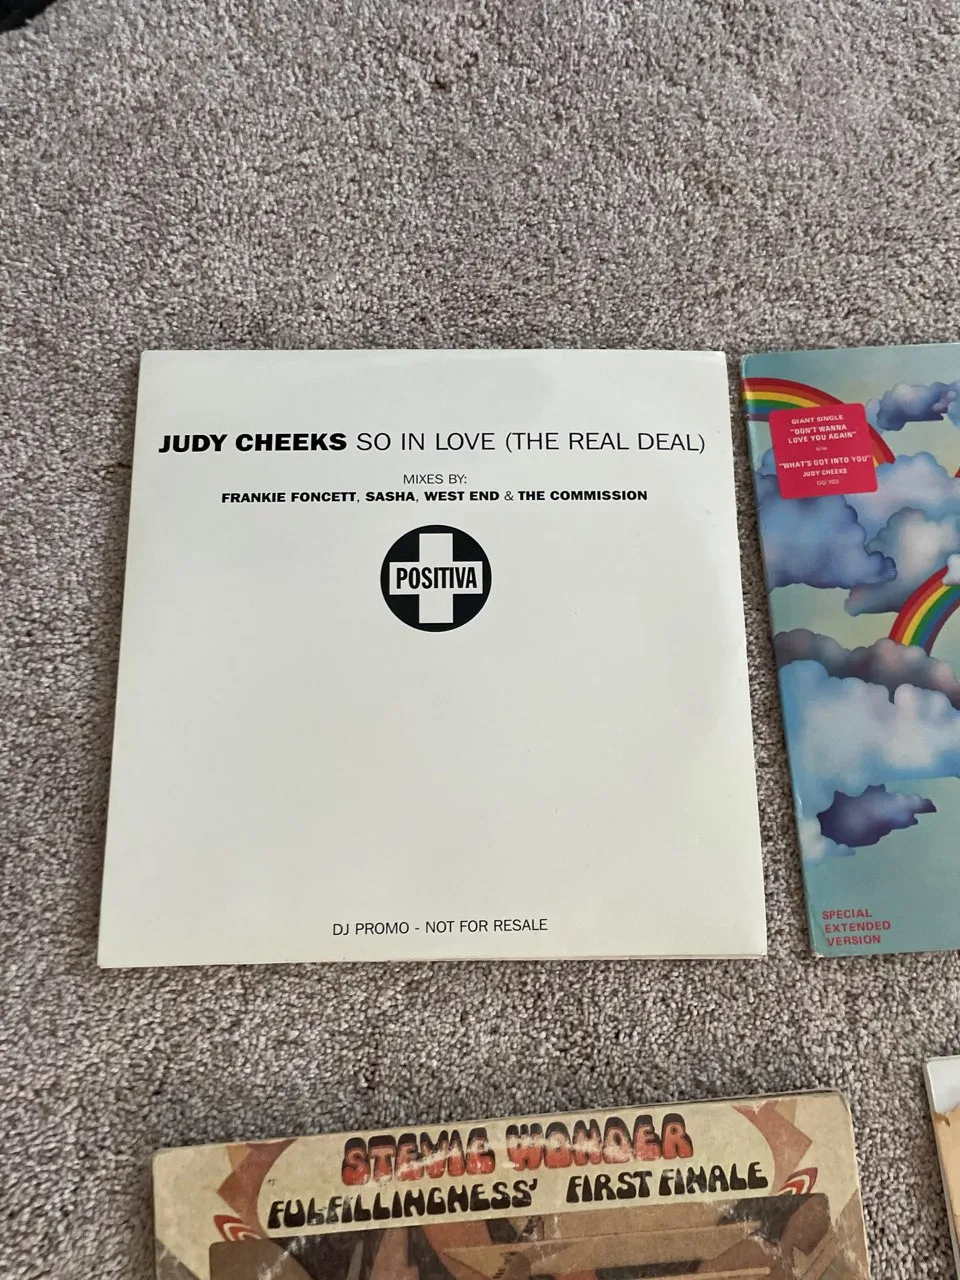 JUDY CHEEKS SO IN LOVE (THE REAL DEAL)
MIXES BY:
FRANKIE FONCETT, SASHA, WEST END & THE COMMISSION
POSITIVA
DJ PROMO - NOT FOR RESALE
GIANT SINGLE
"DON'T WANNA
LOVE YOU AGAIN"
"WHAT'S GOT INTO YOU"
JUDY CHEEKS
SPECIAL
EXTENDED
VERSION
STEVIE WONDER
FULFILLINGNESS' FIRST FINALE